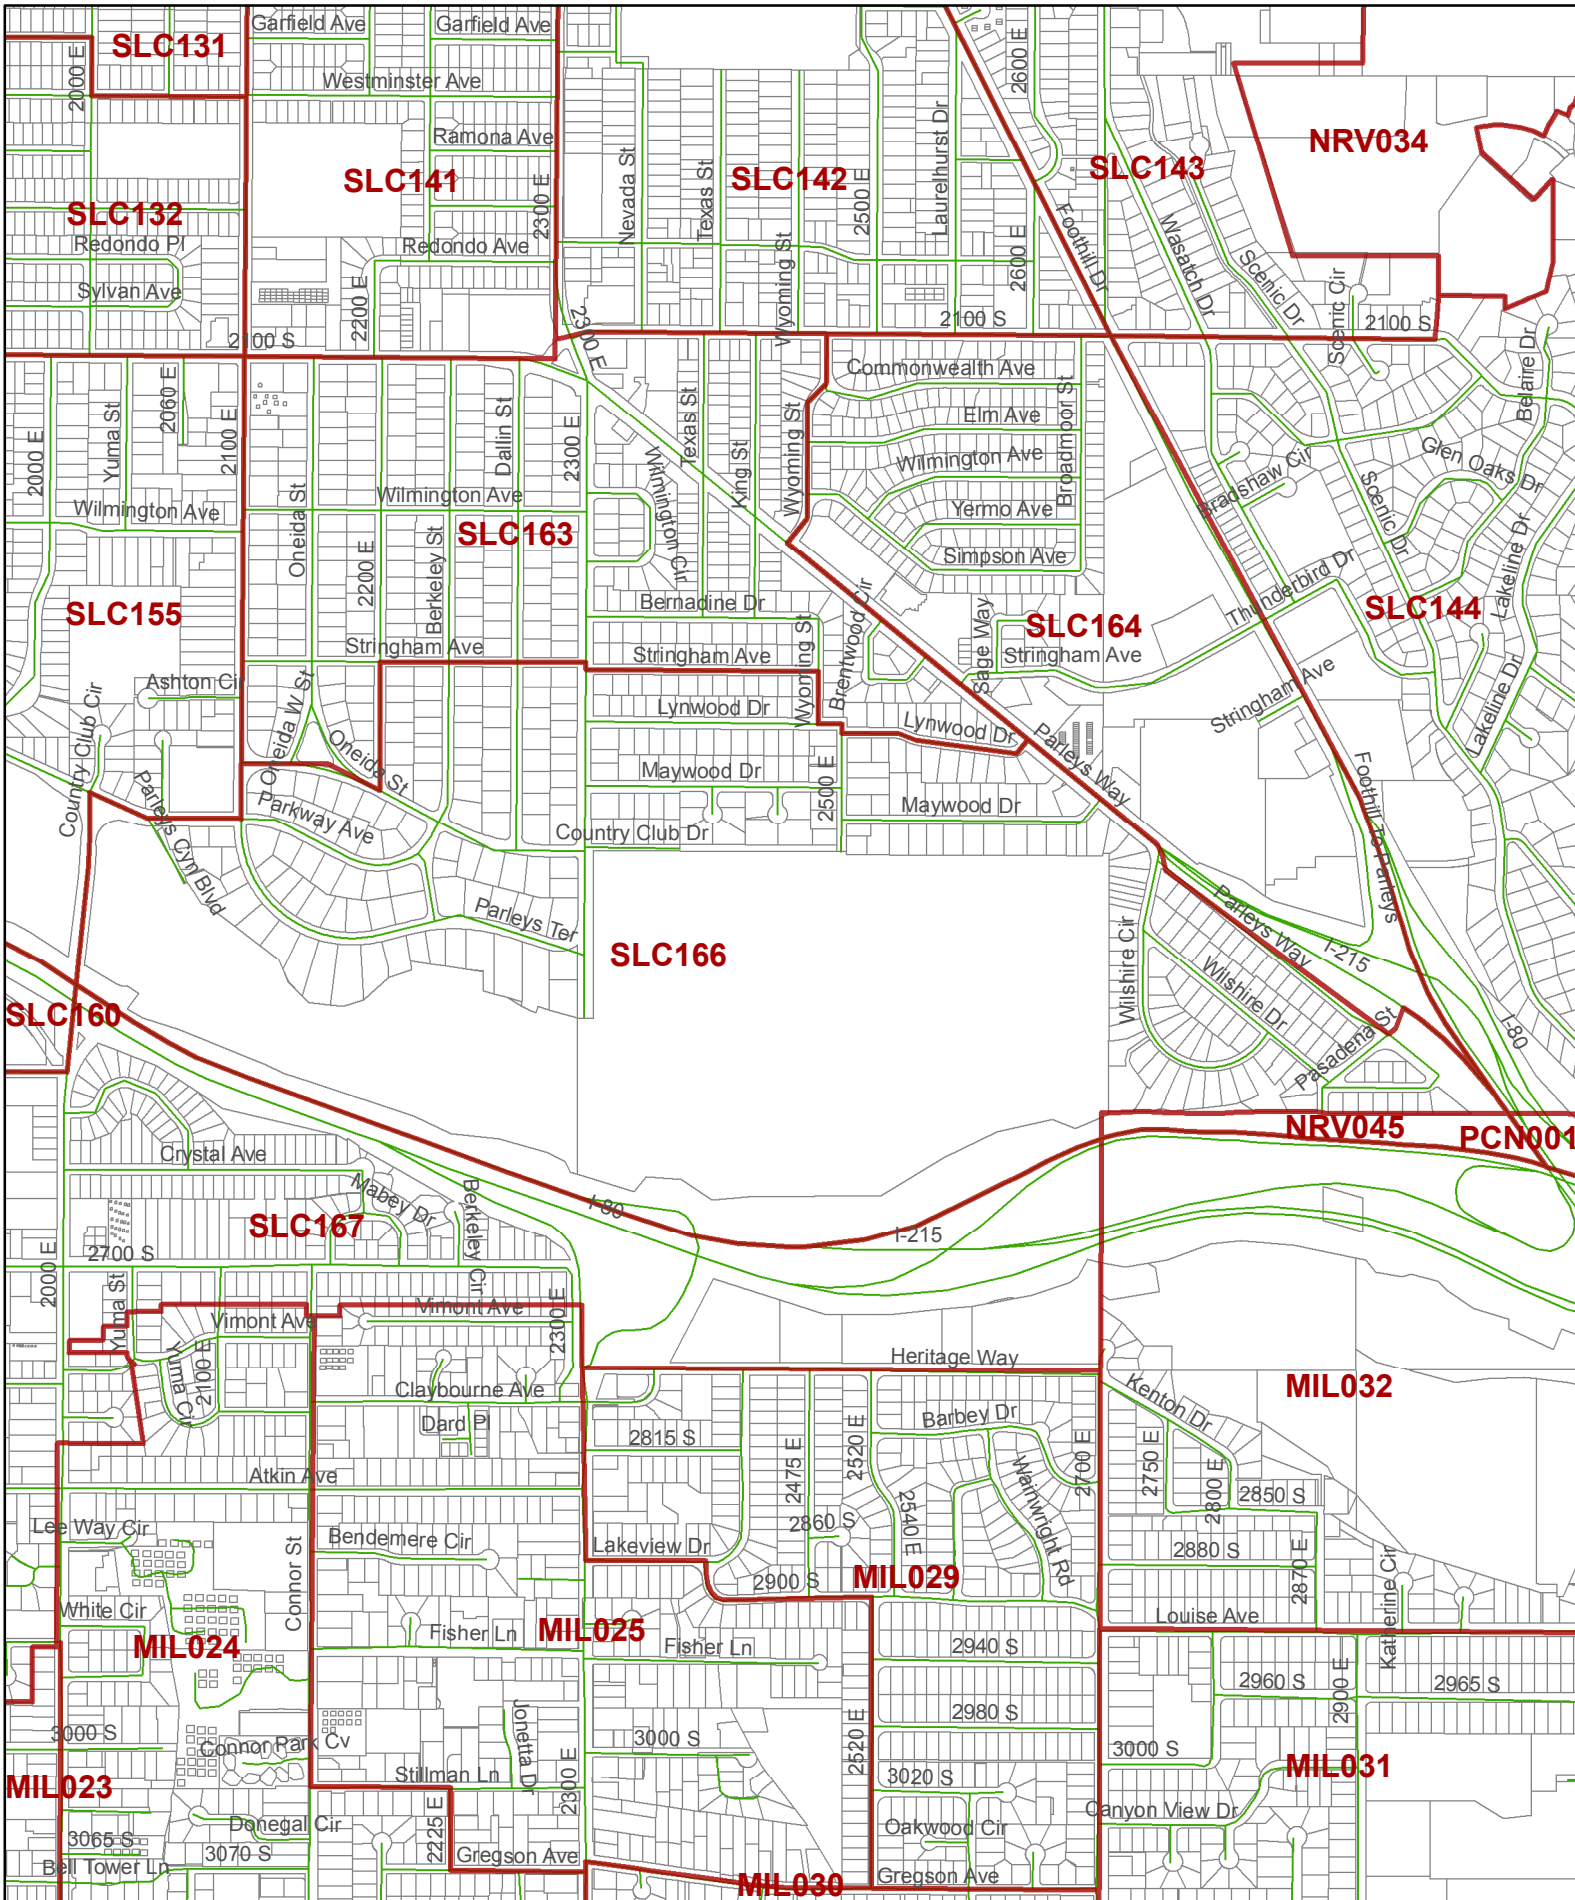 Garfield Ave
Garfield Ave
SLC131
2000 E
2600 E
Westminster Ave
Ramona Ave
NRV034
SLC141
SLC142
SLC143
Nevada St
Texas St
2500 E
Laurelhurst Dr
SLC132
2300 E
Redondo Pl
Redondo Ave
Wyoming St
2600 E
Foothill Dr
Wasatch Dr
Scenic Dr
Scenic Cir
Sylvan Ave
2200 E
2100 S
2300 E
2100 S
2100 S
Belaire Dr
Commonwealth Ave
Yuma St
2060 E
2100 E
2000 E
Dallin St
2300 E
Texas St
King St
Wyoming St
Elm Ave
Broadmoor St
Wilmington Ave
Glen Oaks Dr
Bradshaw Cir
Scenic Dr
Wilmington Cir
Wilmington Ave
Wilmington Ave
Yermo Ave
Oneida St
SLC163
Simpson Ave
Lakeline Dr
2200 E
Berkeley St
Thunderbird Dr
SLC155
Bernadine Dr
Brentwood Cir
Sage Way
SLC164
SLC144
Stringham Ave
Stringham Ave
Wyoming St
Stringham Ave
Stringham Ave
Lakeline Dr
Ashton Cir
Oneida W St
Lynwood Dr
Lynwood Dr
Parleys Way
Country Club Cir
Oneida St
Maywood Dr
2500 E
Maywood Dr
Foothill To Parleys
Parleys Cyn Blvd
Parkway Ave
Country Club Dr
Parleys Ter
SLC166
Parleys Way
I-215
Wilshire Cir
Wilshire Dr
SLC160
Pasadena St
I-80
NRV045
PCN001
Crystal Ave
Mabey Dr
Berkeley Cir
I-80
SLC167
I-215
2700 S
2000 E
Yuma St
Vimont Ave
Vimont Ave
2300 E
Yuma Cir
2100 E
Heritage Way
MIL032
Claybourne Ave
Kenton Dr
Dard Pl
2815 S
2475 E
2520 E
Barbey Dr
2700 E
2750 E
2800 E
Wainwright Rd
Atkin Ave
2850 S
2540 E
Lee Way Cir
Bendemere Cir
2860 S
Lakeview Dr
2880 S
2870 E
Connor St
2900 S
MIL029
White Cir
Louise Ave
Katherine Cir
MIL024
Fisher Ln
MIL025
Fisher Ln
2940 S
2960 S
2900 E
2965 S
2980 S
3000 S
Connor Park Cv
Jonetta Dr
3000 S
2520 E
3000 S
MIL023
Stillman Ln
2300 E
3020 S
MIL031
Canyon View Dr
Donegal Cir
2225 E
Oakwood Cir
3065 S
3070 S
Gregson Ave
Bell Tower Ln
MIL030
Gregson Ave